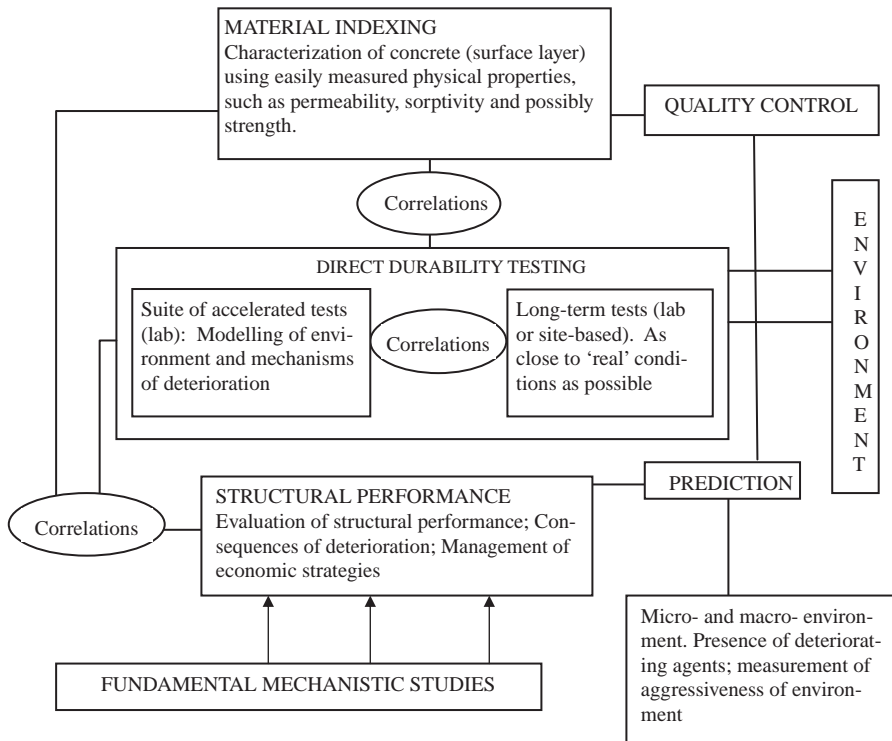 MATERIAL INDEXING
Characterization of concrete (surface layer)
using easily measured physical properties,
such as permeability, sorptivity and possibly
strength.
QUALITY CONTROL
Correlations
ENVIRONMENT
DIRECT DURABILITY TESTING
Suite of accelerated tests
(lab): Modelling of envi-
ronment and mechanisms
of deterioration
Correlations
Long-term tests (lab
or site-based). As
close to ‘real’ condi-
tions as possible
PREDICTION
STRUCTURAL PERFORMANCE
Evaluation of structural performance; Con-
sequences of deterioration; Management of
economic strategies
Correlations
Micro- and macro- environ-
ment. Presence of deteriorat-
ing agents; measurement of
aggressiveness of environ-
ment
FUNDAMENTAL MECHANISTIC STUDIES